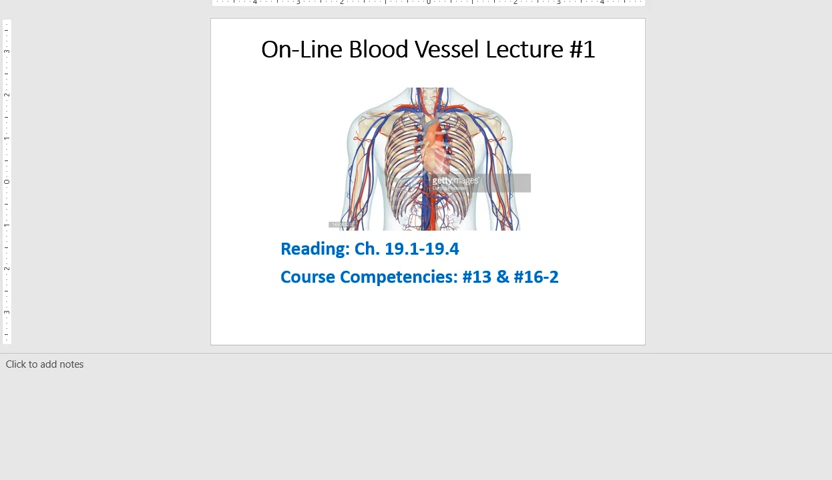 On-Line Blood Vessel Lecture #1
gettyimages
Reading: Ch. 19.1-19.4
Course Competencies: #13 & #16-2
Click to add notes